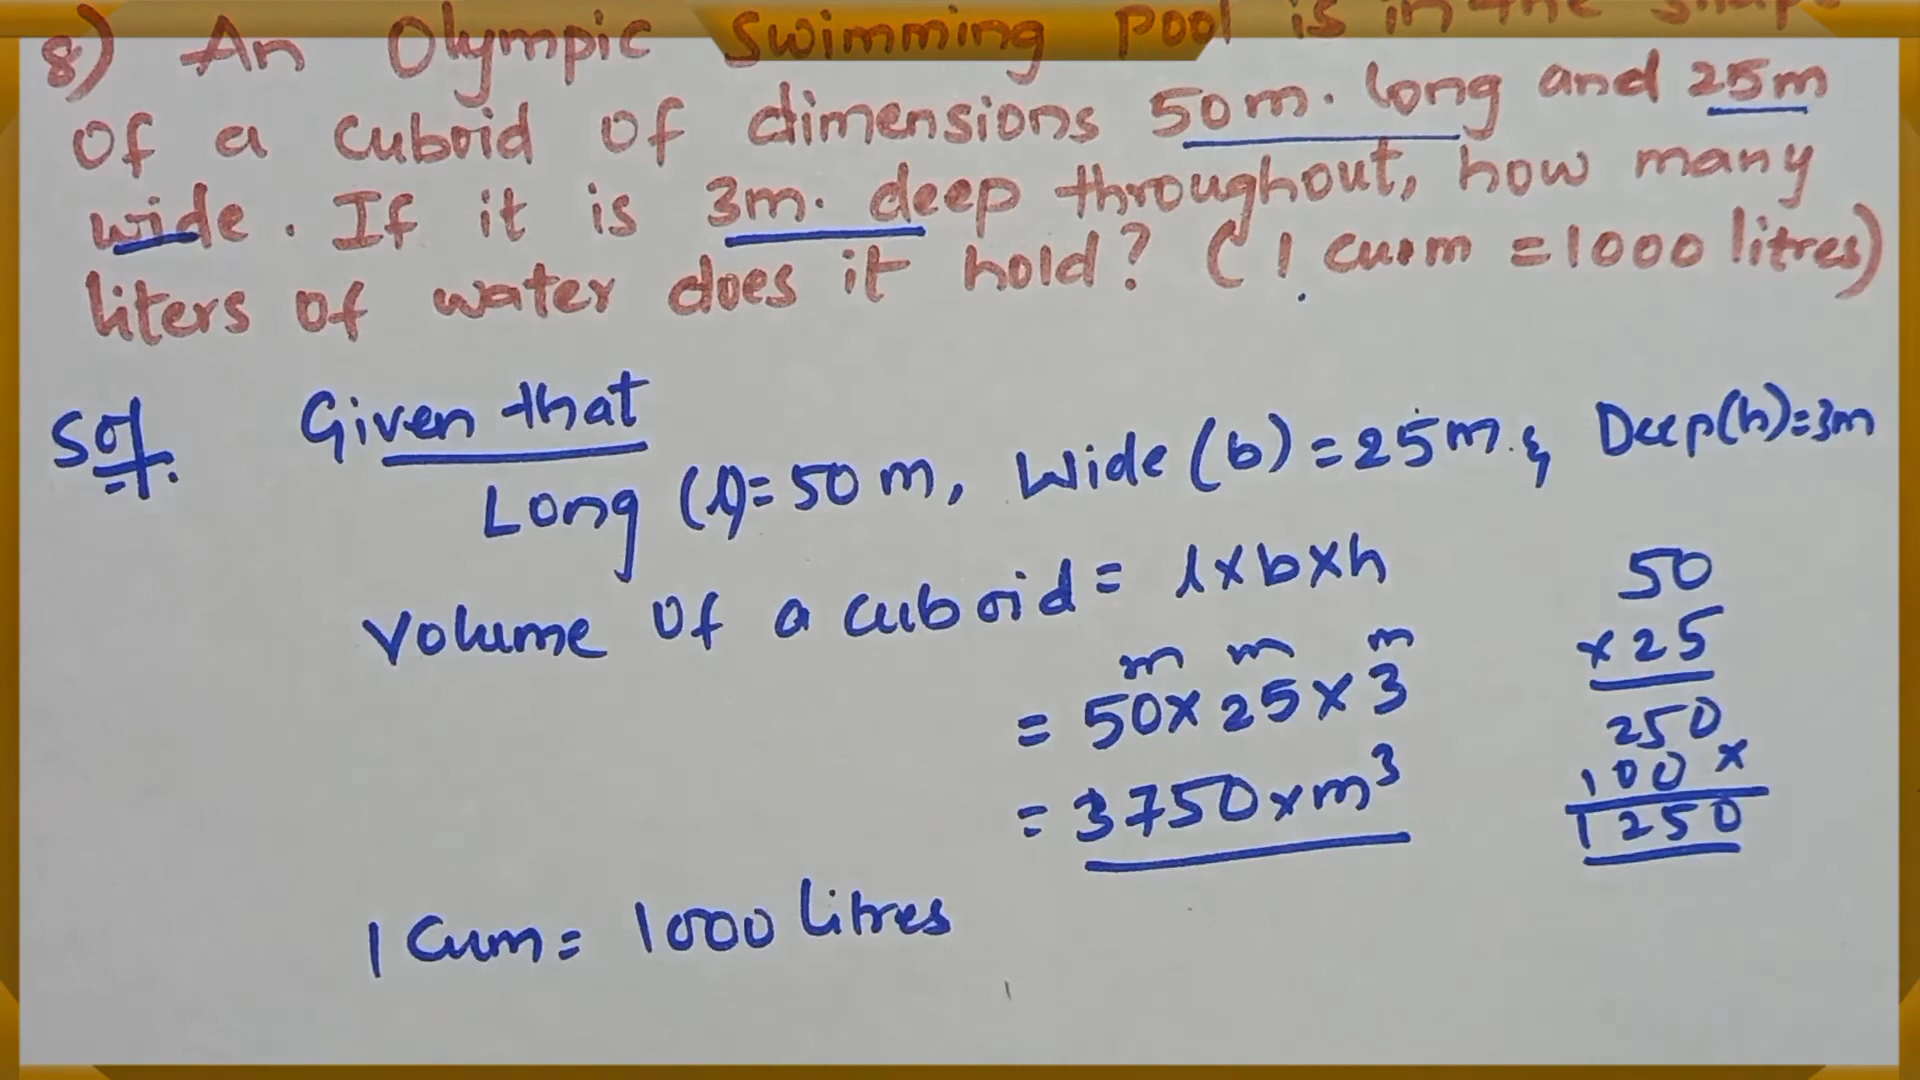 8) An Olympic Swimming Pool is in the shape
Of a cuboid of dimensions 50m. long and 25m
wide. If it is 3m. deep throughout, how many
liters of water does it hold? (1 cu.m = 1000 litres)
Sol. Given that
Long (l)=50m, Wide (b)=25m. & Deep(h)=3m
Volume Of a cuboid = l×b×h
50
m m m
×25
= 50×25×3
250
100×
= 3750×m³
1250
1 Cum = 1000 Litres